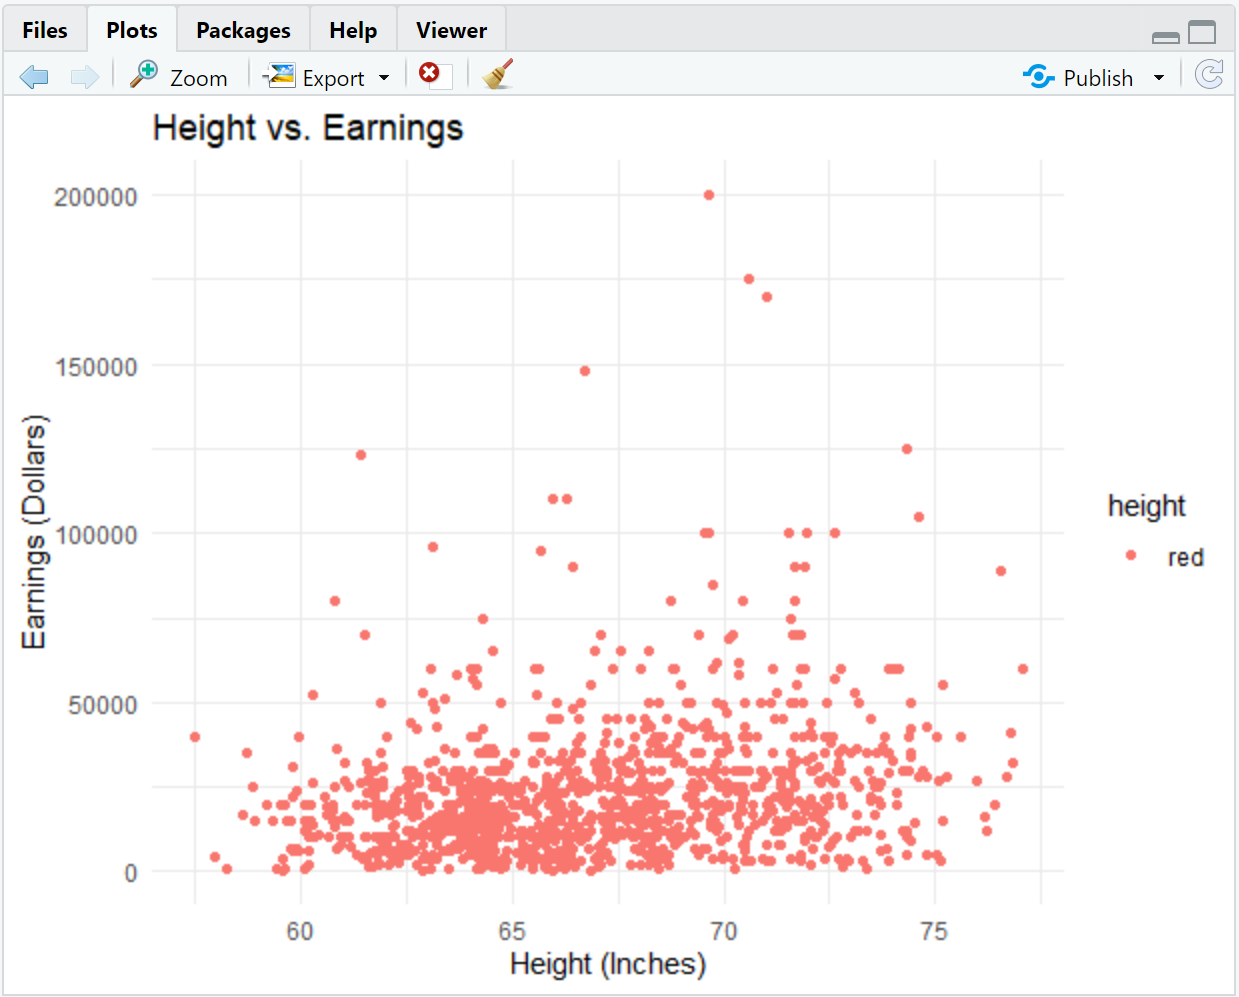 Files Plots Packages Help Viewer
Zoom Export Publish
Height vs. Earnings
200000
150000
100000
50000
0
Earnings (Dollars)
60 65 70 75
Height (Inches)
height
red